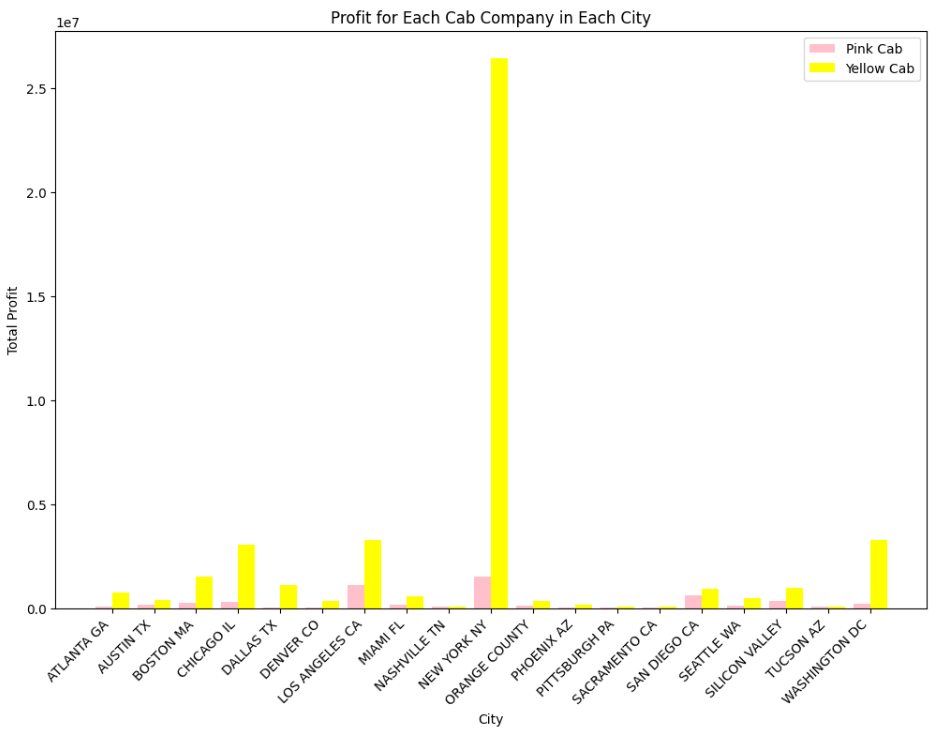 Profit for Each Cab Company in Each City
1e7
Pink Cab
Yellow Cab
2.5
2.0
1.5
1.0
0.5
0.0
Total Profit
ATLANTA GA
AUSTIN TX
BOSTON MA
CHICAGO IL
DALLAS TX
DENVER CO
LOS ANGELES CA
MIAMI FL
NASHVILLE TN
NEW YORK NY
ORANGE COUNTY
PHOENIX AZ
PITTSBURGH PA
SACRAMENTO CA
SAN DIEGO CA
SEATTLE WA
SILICON VALLEY
TUCSON AZ
WASHINGTON DC
City